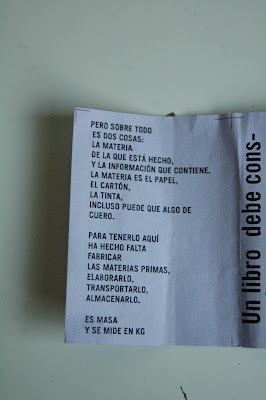 PERO SOBRE TODO
ES DOS COSAS:
LA MATERIA
DE LA QUE ESTÁ HECHO,
Y LA INFORMACIÓN QUE CONTIENE.
LA MATERIA ES EL PAPEL,
EL CARTÓN,
LA TINTA,
INCLUSO PUEDE QUE ALGO DE
CUERO.
PARA TENERLO AQUÍ
HA HECHO FALTA
FABRICAR
LAS MATERIAS PRIMAS,
ELABORARLO,
TRANSPORTARLO,
ALMACENARLO.
ES MASA
Y SE MIDE EN KG
Un libro debe cons-